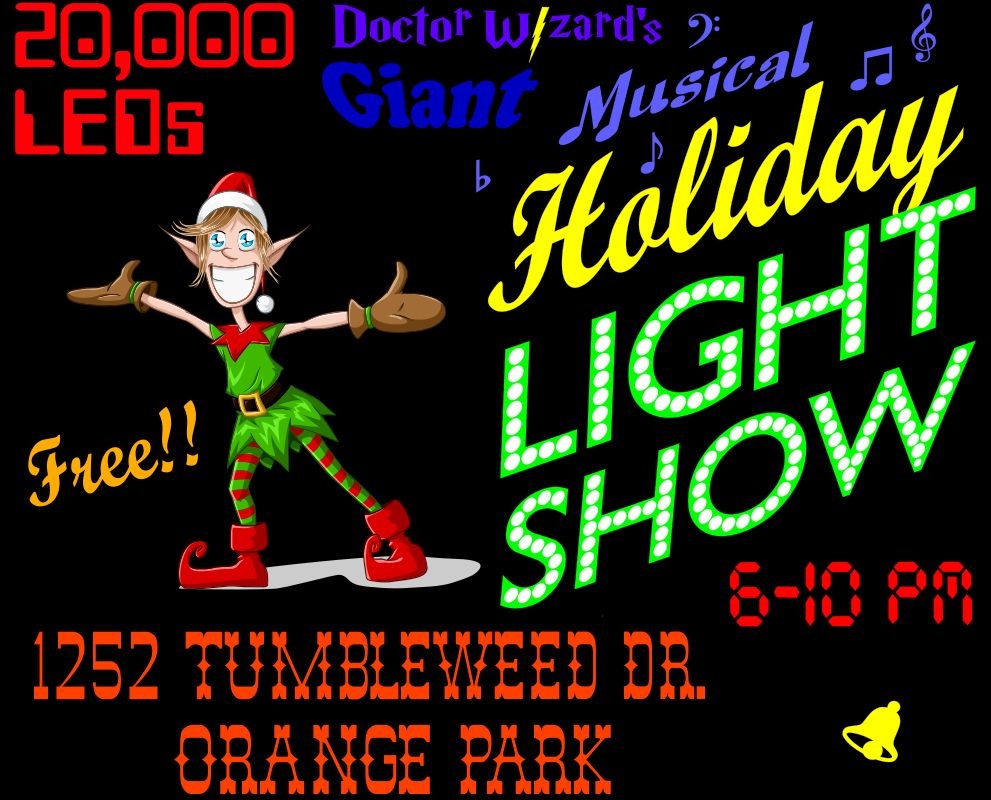 20,000
LEDs
Doctor Wizard's
Giant
Musical
Holiday
LIGHT
SHOW
Free!!
6-10 PM
1252 TUMBLEWEED DR.
ORANGE PARK